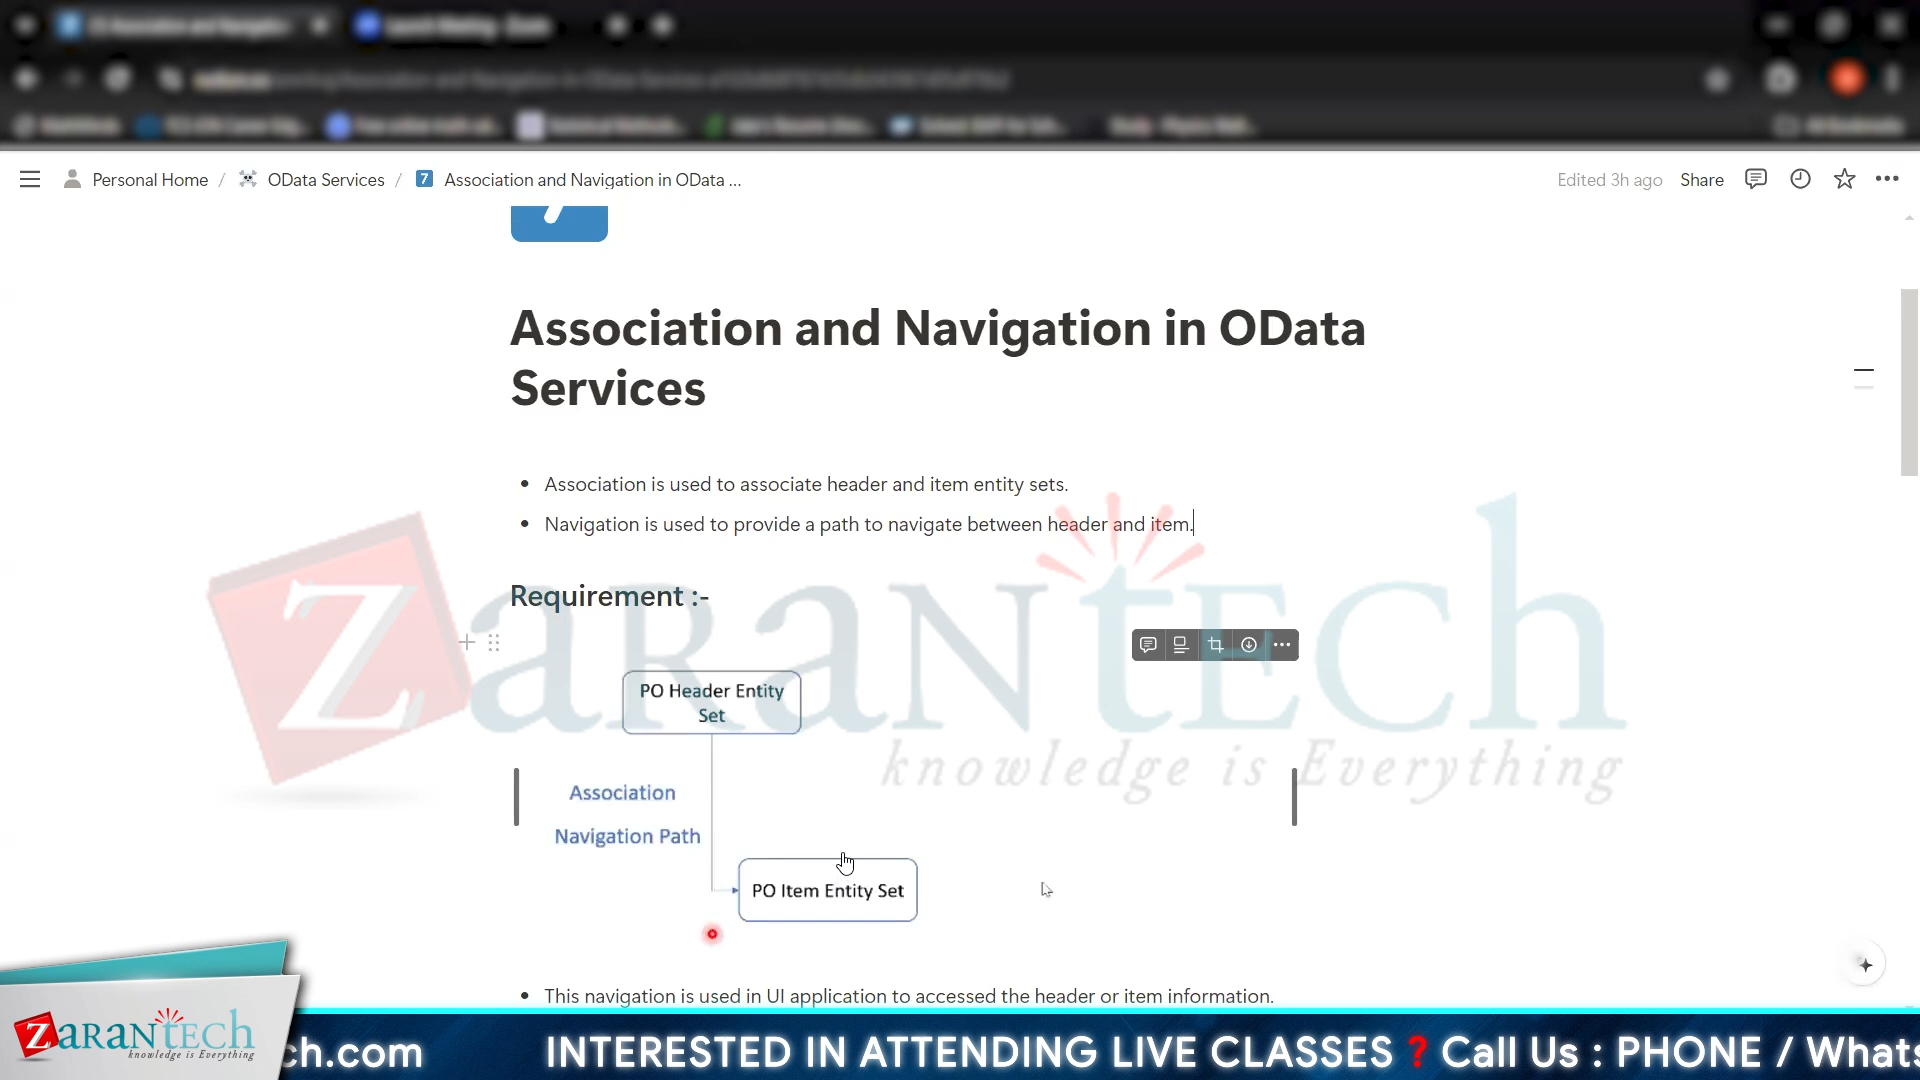 Personal Home / OData Services / 7 Association and Navigation in OData ...
Edited 3h ago Share
Association and Navigation in OData
Services
• Association is used to associate header and item entity sets.
• Navigation is used to provide a path to navigate between header and item.
Requirement :-
PO Header Entity
Set
Association
Navigation Path
PO Item Entity Set
• This navigation is used in UI application to accessed the header or item information.
ZaranTech
knowledge is Everything
ZaranTech
knowledge is Everything
ch.com INTERESTED IN ATTENDING LIVE CLASSES ❓ Call Us : PHONE / Whats